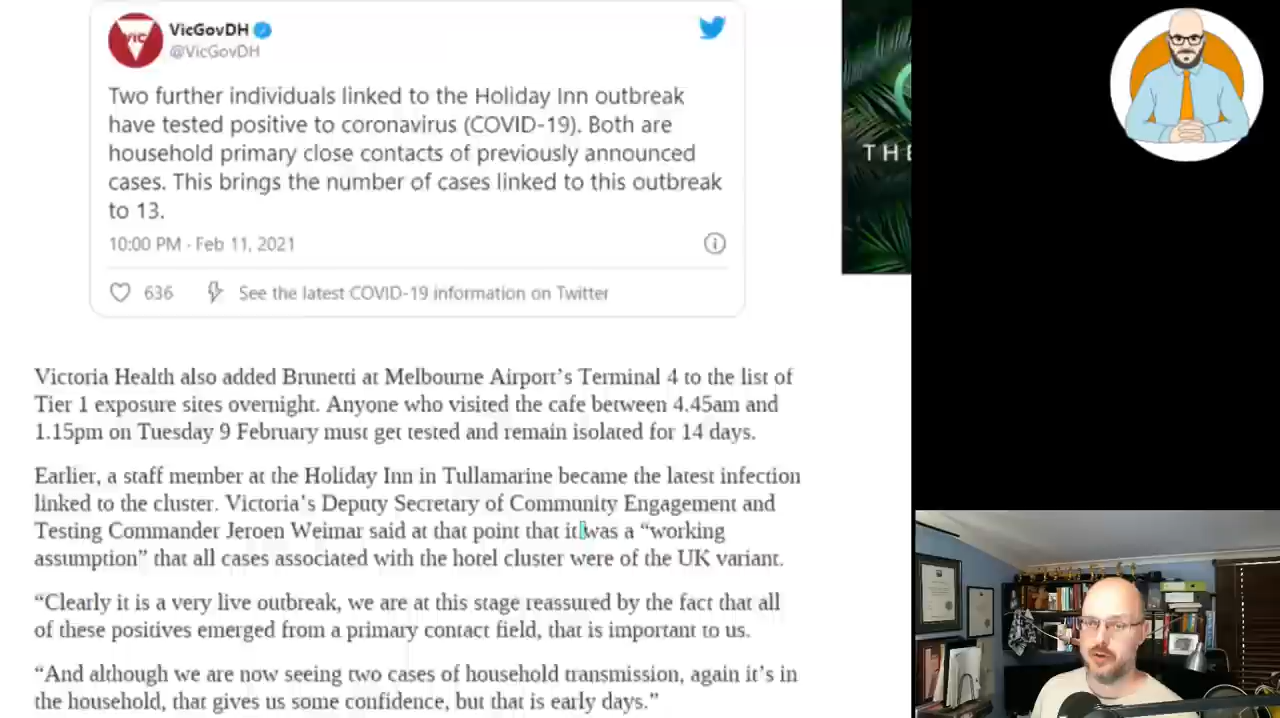 VIC
VicGovDH
@VicGovDH
Two further individuals linked to the Holiday Inn outbreak
have tested positive to coronavirus (COVID-19). Both are
household primary close contacts of previously announced
cases. This brings the number of cases linked to this outbreak
to 13.
10:00 PM · Feb 11, 2021
636 See the latest COVID-19 information on Twitter
THE
Victoria Health also added Brunetti at Melbourne Airport’s Terminal 4 to the list of
Tier 1 exposure sites overnight. Anyone who visited the cafe between 4.45am and
1.15pm on Tuesday 9 February must get tested and remain isolated for 14 days.
Earlier, a staff member at the Holiday Inn in Tullamarine became the latest infection
linked to the cluster. Victoria’s Deputy Secretary of Community Engagement and
Testing Commander Jeroen Weimar said at that point that it was a “working
assumption” that all cases associated with the hotel cluster were of the UK variant.
“Clearly it is a very live outbreak, we are at this stage reassured by the fact that all
of these positives emerged from a primary contact field, that is important to us.
“And although we are now seeing two cases of household transmission, again it’s in
the household, that gives us some confidence, but that is early days.”